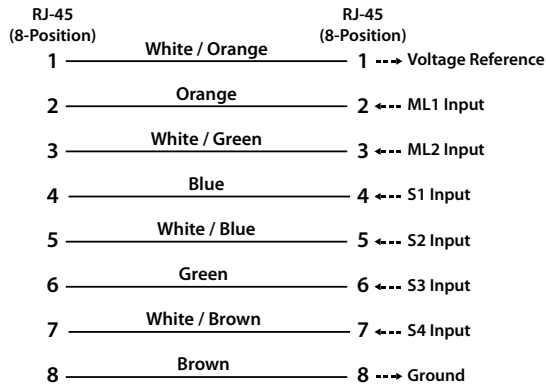 RJ-45 RJ-45
(8-Position) (8-Position)
1 White / Orange 1 Voltage Reference
2 Orange 2 ML1 Input
3 White / Green 3 ML2 Input
4 Blue 4 S1 Input
5 White / Blue 5 S2 Input
6 Green 6 S3 Input
7 White / Brown 7 S4 Input
8 Brown 8 Ground